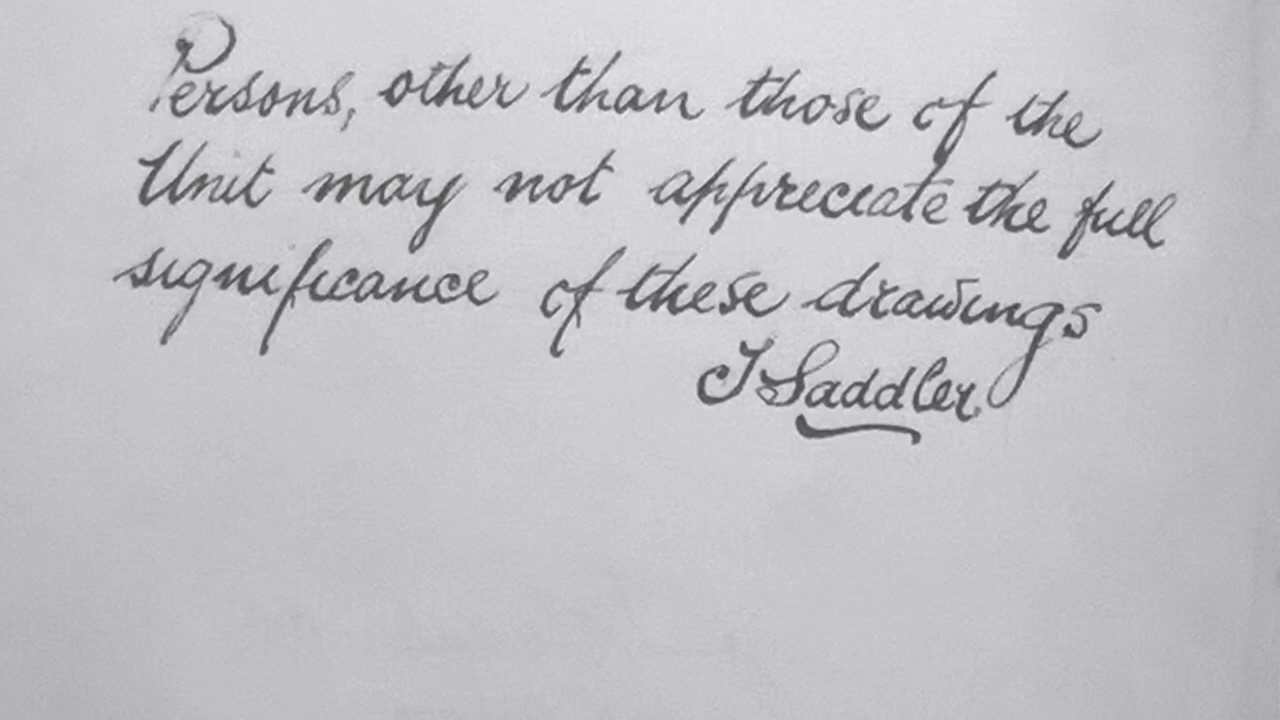 Persons, other than those of the
Unit may not appreciate the full
significance of these drawings
J Saddler